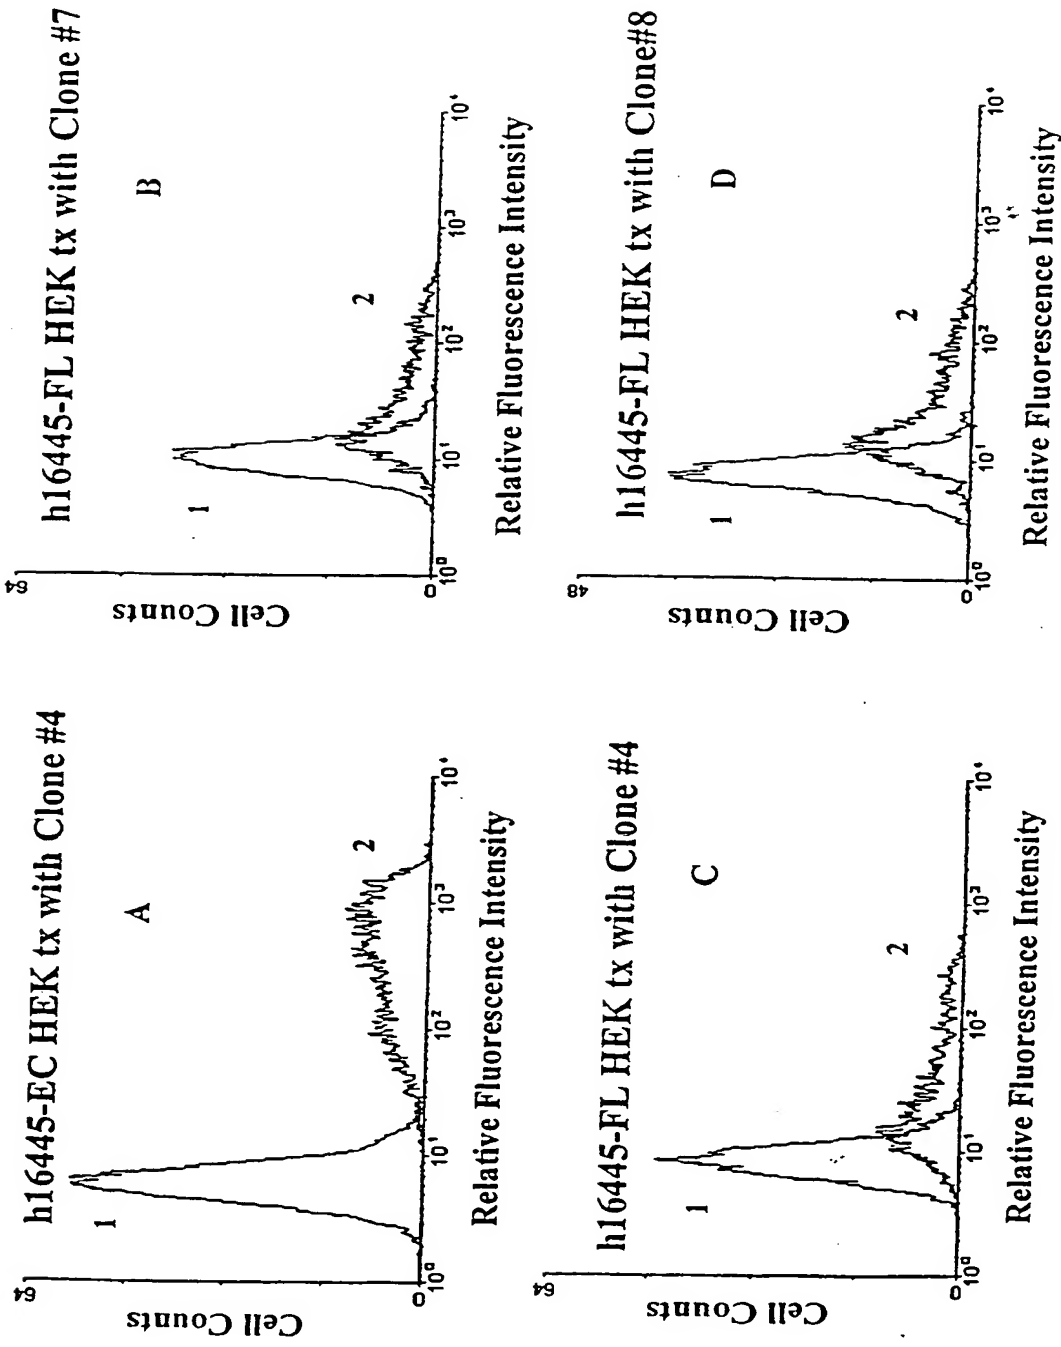 h16445-EC HEK tx with Clone #4
A
64
Cell Counts
0
1
2
10⁰
10¹
10²
10³
10⁴
Relative Fluorescence Intensity
h16445-FL HEK tx with Clone #7
B
64
Cell Counts
0
1
2
10⁰
10¹
10²
10³
10⁴
Relative Fluorescence Intensity
h16445-FL HEK tx with Clone #4
C
64
Cell Counts
0
1
2
10⁰
10¹
10²
10³
10⁴
Relative Fluorescence Intensity
h16445-FL HEK tx with Clone#8
D
48
Cell Counts
0
1
2
10⁰
10¹
10²
10³
10⁴
Relative Fluorescence Intensity